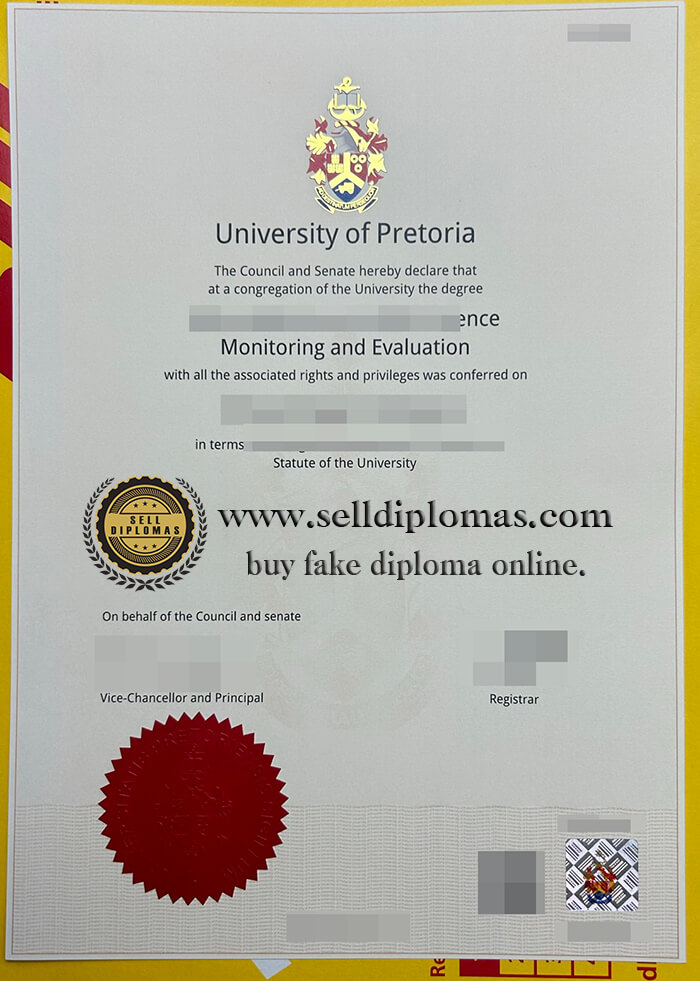 University of Pretoria
The Council and Senate hereby declare that
at a congregation of the University the degree
ence
Monitoring and Evaluation
with all the associated rights and privileges was conferred on
in terms
Statute of the University
SELL
DIPLOMAS
www.selldiplomas.com
buy fake diploma online.
On behalf of the Council and senate
Vice-Chancellor and Principal
Registrar